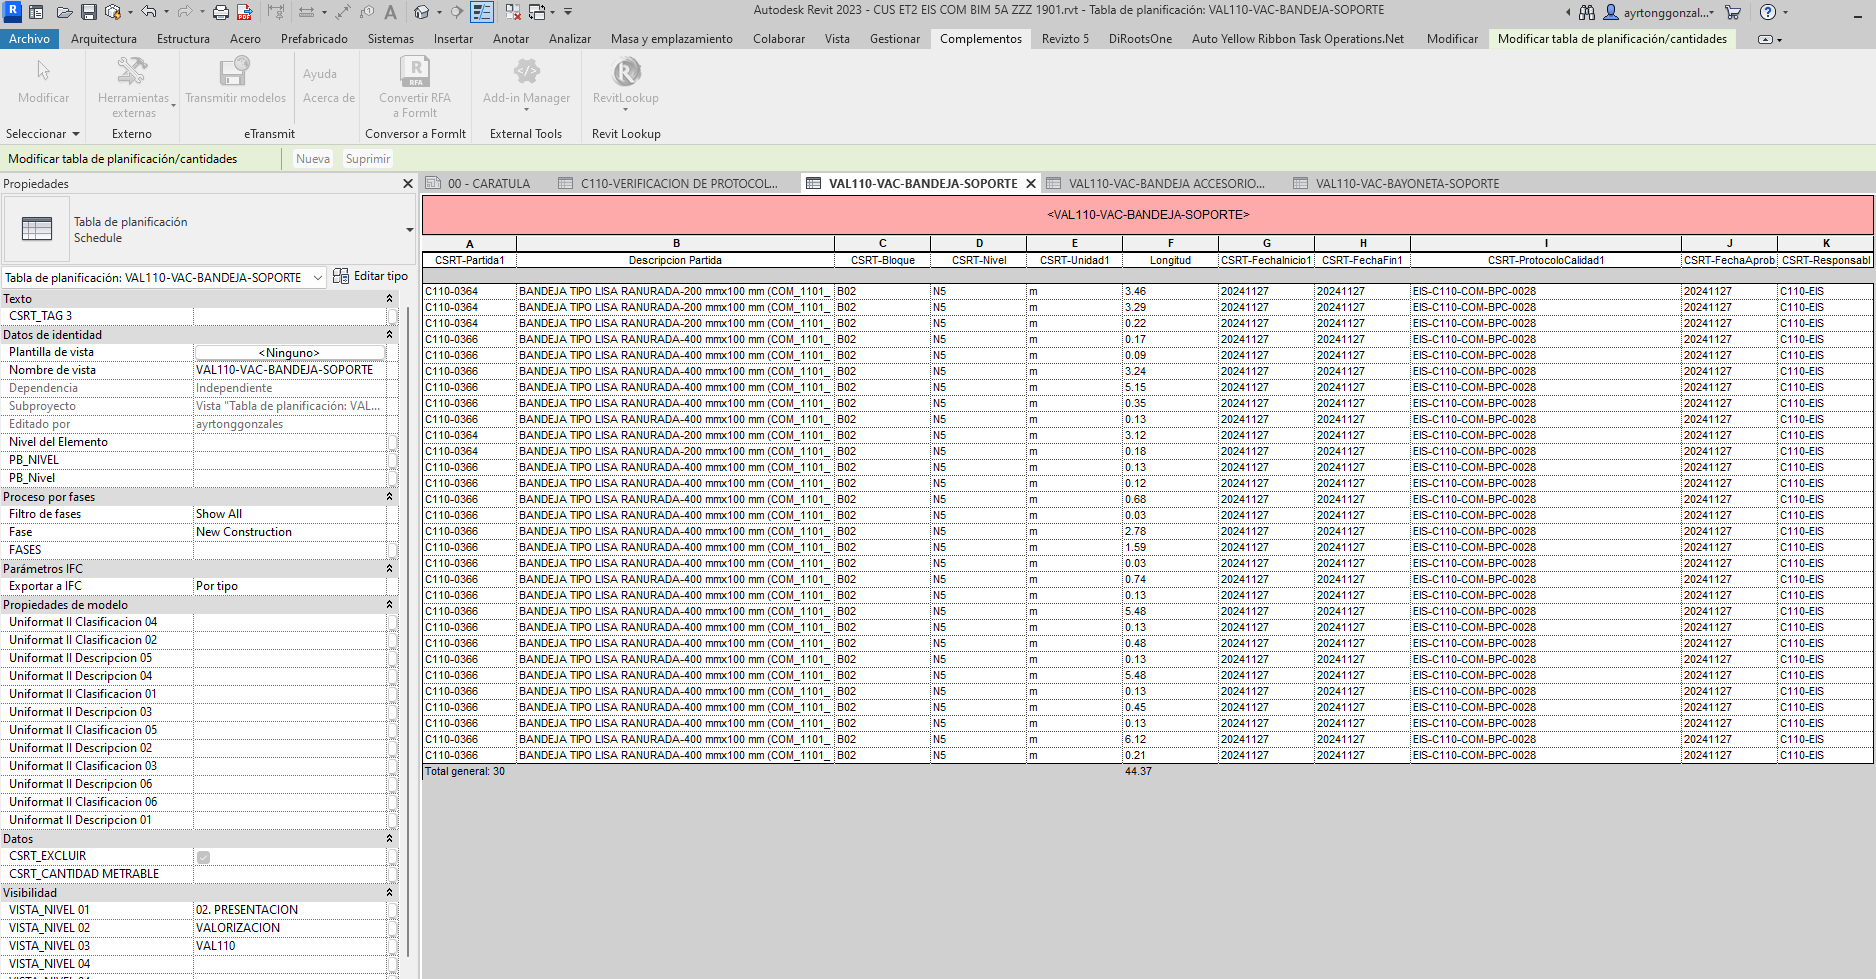 Autodesk Revit 2023 - CUS ET2 EIS COM BIM 5A ZZZ 1901.rvt - Tabla de planificación: VAL110-VAC-BANDEJA-SOPORTE
ayrtonggonzal...
Archivo Arquitectura Estructura Acero Prefabricado Sistemas Insertar Anotar Analizar Masa y emplazamiento Colaborar Vista Gestionar Complementos Revizto 5 DiRootsOne Auto Yellow Ribbon Task Operations.Net Modificar Modificar tabla de planificación/cantidades
Modificar
Herramientas externas
Transmitir modelos
Ayuda
Acerca de
Convertir RFA a FormIt
Add-in Manager
RevitLookup
Seleccionar Externo eTransmit Conversor a FormIt External Tools Revit Lookup
Modificar tabla de planificación/cantidades Nueva Suprimir
Propiedades
Tabla de planificación
Schedule
Tabla de planificación: VAL110-VAC-BANDEJA-SOPORTE Editar tipo
Texto
CSRT_TAG 3
Datos de identidad
Plantilla de vista <Ninguno>
Nombre de vista VAL110-VAC-BANDEJA-SOPORTE
Dependencia Independiente
Subproyecto Vista "Tabla de planificación: VAL...
Editado por ayrtonggonzales
Nivel del Elemento
PB_NIVEL
PB_Nivel
Proceso por fases
Filtro de fases Show All
Fase New Construction
FASES
Parámetros IFC
Exportar a IFC Por tipo
Propiedades de modelo
Uniformat II Clasificacion 04
Uniformat II Clasificacion 02
Uniformat II Descripcion 05
Uniformat II Descripcion 04
Uniformat II Clasificacion 01
Uniformat II Descripcion 03
Uniformat II Clasificacion 05
Uniformat II Descripcion 02
Uniformat II Clasificacion 03
Uniformat II Descripcion 06
Uniformat II Clasificacion 06
Uniformat II Descripcion 01
Datos
CSRT_EXCLUIR
CSRT_CANTIDAD METRABLE
Visibilidad
VISTA_NIVEL 01 02. PRESENTACION
VISTA_NIVEL 02 VALORIZACION
VISTA_NIVEL 03 VAL110
VISTA_NIVEL 04
00 - CARATULA C110-VERIFICACION DE PROTOCOL... VAL110-VAC-BANDEJA-SOPORTE VAL110-VAC-BANDEJA ACCESORIO... VAL110-VAC-BAYONETA-SOPORTE
<VAL110-VAC-BANDEJA-SOPORTE>
A B C D E F G H I J K
CSRT-Partida1 Descripcion Partida CSRT-Bloque CSRT-Nivel CSRT-Unidad1 Longitud CSRT-FechaInicio1 CSRT-FechaFin1 CSRT-ProtocoloCalidad1 CSRT-FechaAprob CSRT-Responsabl
C110-0364 BANDEJA TIPO LISA RANURADA-200 mmx100 mm (COM_1101_ B02 N5 m 3.46 20241127 20241127 EIS-C110-COM-BPC-0028 20241127 C110-EIS
C110-0364 BANDEJA TIPO LISA RANURADA-200 mmx100 mm (COM_1101_ B02 N5 m 3.29 20241127 20241127 EIS-C110-COM-BPC-0028 20241127 C110-EIS
C110-0364 BANDEJA TIPO LISA RANURADA-200 mmx100 mm (COM_1101_ B02 N5 m 0.22 20241127 20241127 EIS-C110-COM-BPC-0028 20241127 C110-EIS
C110-0366 BANDEJA TIPO LISA RANURADA-400 mmx100 mm (COM_1101_ B02 N5 m 0.17 20241127 20241127 EIS-C110-COM-BPC-0028 20241127 C110-EIS
C110-0366 BANDEJA TIPO LISA RANURADA-400 mmx100 mm (COM_1101_ B02 N5 m 0.09 20241127 20241127 EIS-C110-COM-BPC-0028 20241127 C110-EIS
C110-0366 BANDEJA TIPO LISA RANURADA-400 mmx100 mm (COM_1101_ B02 N5 m 3.24 20241127 20241127 EIS-C110-COM-BPC-0028 20241127 C110-EIS
C110-0366 BANDEJA TIPO LISA RANURADA-400 mmx100 mm (COM_1101_ B02 N5 m 5.15 20241127 20241127 EIS-C110-COM-BPC-0028 20241127 C110-EIS
C110-0366 BANDEJA TIPO LISA RANURADA-400 mmx100 mm (COM_1101_ B02 N5 m 0.35 20241127 20241127 EIS-C110-COM-BPC-0028 20241127 C110-EIS
C110-0366 BANDEJA TIPO LISA RANURADA-400 mmx100 mm (COM_1101_ B02 N5 m 0.13 20241127 20241127 EIS-C110-COM-BPC-0028 20241127 C110-EIS
C110-0364 BANDEJA TIPO LISA RANURADA-200 mmx100 mm (COM_1101_ B02 N5 m 3.12 20241127 20241127 EIS-C110-COM-BPC-0028 20241127 C110-EIS
C110-0364 BANDEJA TIPO LISA RANURADA-200 mmx100 mm (COM_1101_ B02 N5 m 0.18 20241127 20241127 EIS-C110-COM-BPC-0028 20241127 C110-EIS
C110-0366 BANDEJA TIPO LISA RANURADA-400 mmx100 mm (COM_1101_ B02 N5 m 0.13 20241127 20241127 EIS-C110-COM-BPC-0028 20241127 C110-EIS
C110-0366 BANDEJA TIPO LISA RANURADA-400 mmx100 mm (COM_1101_ B02 N5 m 0.12 20241127 20241127 EIS-C110-COM-BPC-0028 20241127 C110-EIS
C110-0366 BANDEJA TIPO LISA RANURADA-400 mmx100 mm (COM_1101_ B02 N5 m 0.68 20241127 20241127 EIS-C110-COM-BPC-0028 20241127 C110-EIS
C110-0366 BANDEJA TIPO LISA RANURADA-400 mmx100 mm (COM_1101_ B02 N5 m 0.03 20241127 20241127 EIS-C110-COM-BPC-0028 20241127 C110-EIS
C110-0366 BANDEJA TIPO LISA RANURADA-400 mmx100 mm (COM_1101_ B02 N5 m 2.78 20241127 20241127 EIS-C110-COM-BPC-0028 20241127 C110-EIS
C110-0366 BANDEJA TIPO LISA RANURADA-400 mmx100 mm (COM_1101_ B02 N5 m 1.59 20241127 20241127 EIS-C110-COM-BPC-0028 20241127 C110-EIS
C110-0366 BANDEJA TIPO LISA RANURADA-400 mmx100 mm (COM_1101_ B02 N5 m 0.03 20241127 20241127 EIS-C110-COM-BPC-0028 20241127 C110-EIS
C110-0366 BANDEJA TIPO LISA RANURADA-400 mmx100 mm (COM_1101_ B02 N5 m 0.74 20241127 20241127 EIS-C110-COM-BPC-0028 20241127 C110-EIS
C110-0366 BANDEJA TIPO LISA RANURADA-400 mmx100 mm (COM_1101_ B02 N5 m 0.13 20241127 20241127 EIS-C110-COM-BPC-0028 20241127 C110-EIS
C110-0366 BANDEJA TIPO LISA RANURADA-400 mmx100 mm (COM_1101_ B02 N5 m 5.48 20241127 20241127 EIS-C110-COM-BPC-0028 20241127 C110-EIS
C110-0366 BANDEJA TIPO LISA RANURADA-400 mmx100 mm (COM_1101_ B02 N5 m 0.13 20241127 20241127 EIS-C110-COM-BPC-0028 20241127 C110-EIS
C110-0366 BANDEJA TIPO LISA RANURADA-400 mmx100 mm (COM_1101_ B02 N5 m 0.48 20241127 20241127 EIS-C110-COM-BPC-0028 20241127 C110-EIS
C110-0366 BANDEJA TIPO LISA RANURADA-400 mmx100 mm (COM_1101_ B02 N5 m 0.13 20241127 20241127 EIS-C110-COM-BPC-0028 20241127 C110-EIS
C110-0366 BANDEJA TIPO LISA RANURADA-400 mmx100 mm (COM_1101_ B02 N5 m 5.48 20241127 20241127 EIS-C110-COM-BPC-0028 20241127 C110-EIS
C110-0366 BANDEJA TIPO LISA RANURADA-400 mmx100 mm (COM_1101_ B02 N5 m 0.13 20241127 20241127 EIS-C110-COM-BPC-0028 20241127 C110-EIS
C110-0366 BANDEJA TIPO LISA RANURADA-400 mmx100 mm (COM_1101_ B02 N5 m 0.45 20241127 20241127 EIS-C110-COM-BPC-0028 20241127 C110-EIS
C110-0366 BANDEJA TIPO LISA RANURADA-400 mmx100 mm (COM_1101_ B02 N5 m 0.13 20241127 20241127 EIS-C110-COM-BPC-0028 20241127 C110-EIS
C110-0366 BANDEJA TIPO LISA RANURADA-400 mmx100 mm (COM_1101_ B02 N5 m 6.12 20241127 20241127 EIS-C110-COM-BPC-0028 20241127 C110-EIS
C110-0366 BANDEJA TIPO LISA RANURADA-400 mmx100 mm (COM_1101_ B02 N5 m 0.21 20241127 20241127 EIS-C110-COM-BPC-0028 20241127 C110-EIS
Total general: 30 44.37